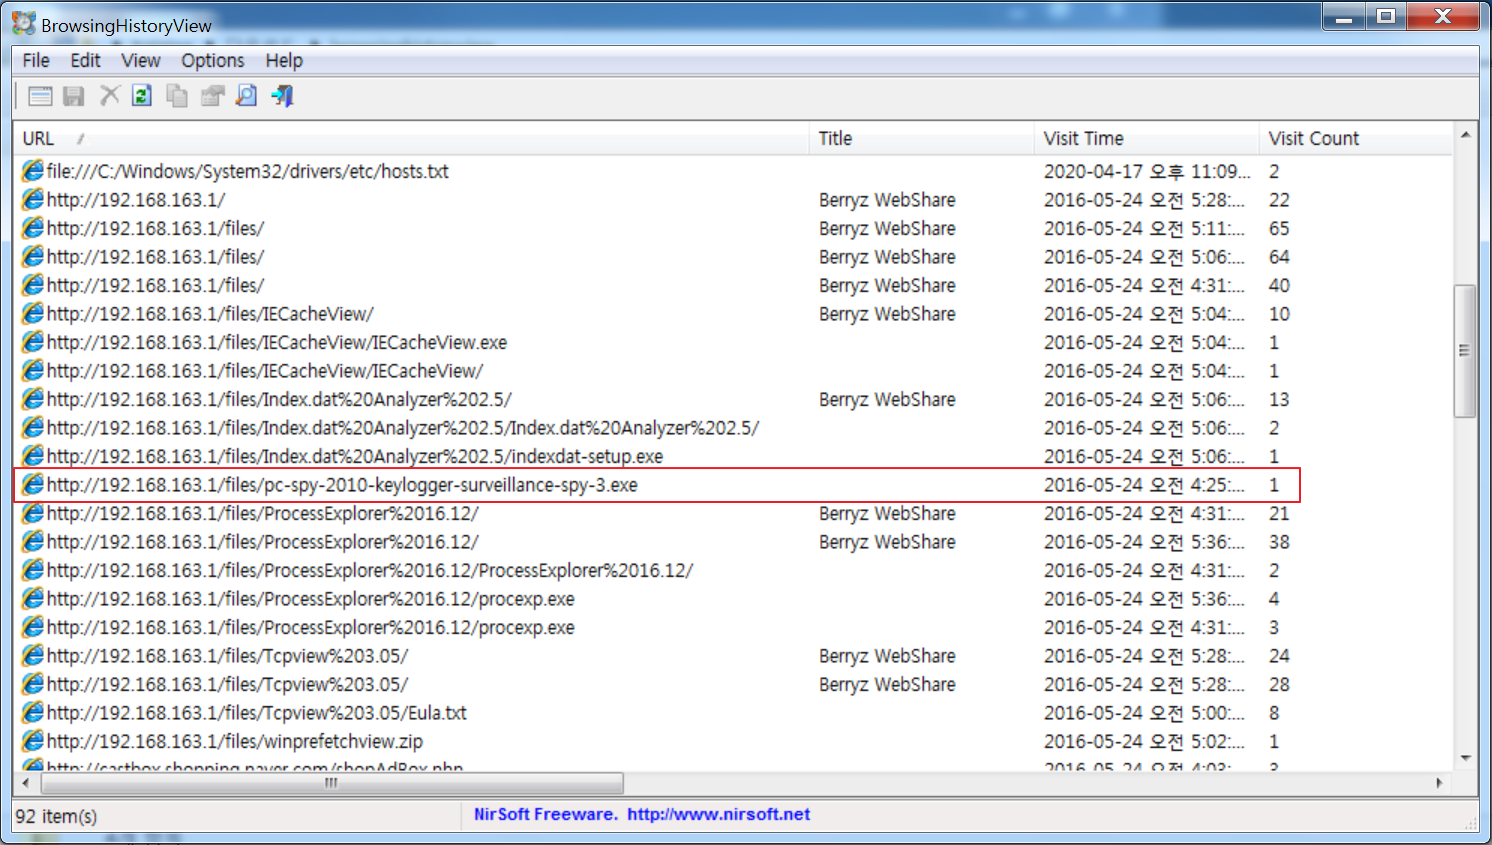 BrowsingHistoryView
File Edit View Options Help
URL Title Visit Time Visit Count
file:///C:/Windows/System32/drivers/etc/hosts.txt 2020-04-17 오후 11:09... 2
http://192.168.163.1/ Berryz WebShare 2016-05-24 오전 5:28:... 22
http://192.168.163.1/files/ Berryz WebShare 2016-05-24 오전 5:11:... 65
http://192.168.163.1/files/ Berryz WebShare 2016-05-24 오전 5:06:... 64
http://192.168.163.1/files/ Berryz WebShare 2016-05-24 오전 4:31:... 40
http://192.168.163.1/files/IECacheView/ Berryz WebShare 2016-05-24 오전 5:04:... 10
http://192.168.163.1/files/IECacheView/IECacheView.exe 2016-05-24 오전 5:04:... 1
http://192.168.163.1/files/IECacheView/IECacheView/ 2016-05-24 오전 5:04:... 1
http://192.168.163.1/files/Index.dat%20Analyzer%202.5/ Berryz WebShare 2016-05-24 오전 5:06:... 13
http://192.168.163.1/files/Index.dat%20Analyzer%202.5/Index.dat%20Analyzer%202.5/ 2016-05-24 오전 5:06:... 2
http://192.168.163.1/files/Index.dat%20Analyzer%202.5/indexdat-setup.exe 2016-05-24 오전 5:06:... 1
http://192.168.163.1/files/pc-spy-2010-keylogger-surveillance-spy-3.exe 2016-05-24 오전 4:25:... 1
http://192.168.163.1/files/ProcessExplorer%2016.12/ Berryz WebShare 2016-05-24 오전 4:31:... 21
http://192.168.163.1/files/ProcessExplorer%2016.12/ Berryz WebShare 2016-05-24 오전 5:36:... 38
http://192.168.163.1/files/ProcessExplorer%2016.12/ProcessExplorer%2016.12/ 2016-05-24 오전 4:31:... 2
http://192.168.163.1/files/ProcessExplorer%2016.12/procexp.exe 2016-05-24 오전 5:36:... 4
http://192.168.163.1/files/ProcessExplorer%2016.12/procexp.exe 2016-05-24 오전 4:31:... 3
http://192.168.163.1/files/Tcpview%203.05/ Berryz WebShare 2016-05-24 오전 5:28:... 24
http://192.168.163.1/files/Tcpview%203.05/ Berryz WebShare 2016-05-24 오전 5:28:... 28
http://192.168.163.1/files/Tcpview%203.05/Eula.txt 2016-05-24 오전 5:00:... 8
http://192.168.163.1/files/winprefetchview.zip 2016-05-24 오전 5:02:... 1
http://castbox.shopping.naver.com/shopAdBox.nhn 2016-05-24 오전 4:03:...
92 item(s) NirSoft Freeware. http://www.nirsoft.net